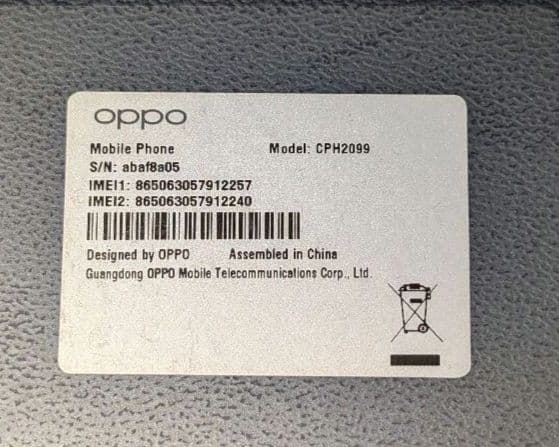 oppo
Mobile Phone Model: CPH2099
S/N: abaf8a05
IMEI1: 865063057912257
IMEI2: 865063057912240
Designed by OPPO Assembled in China
Guangdong OPPO Mobile Telecommunications Corp., Ltd.